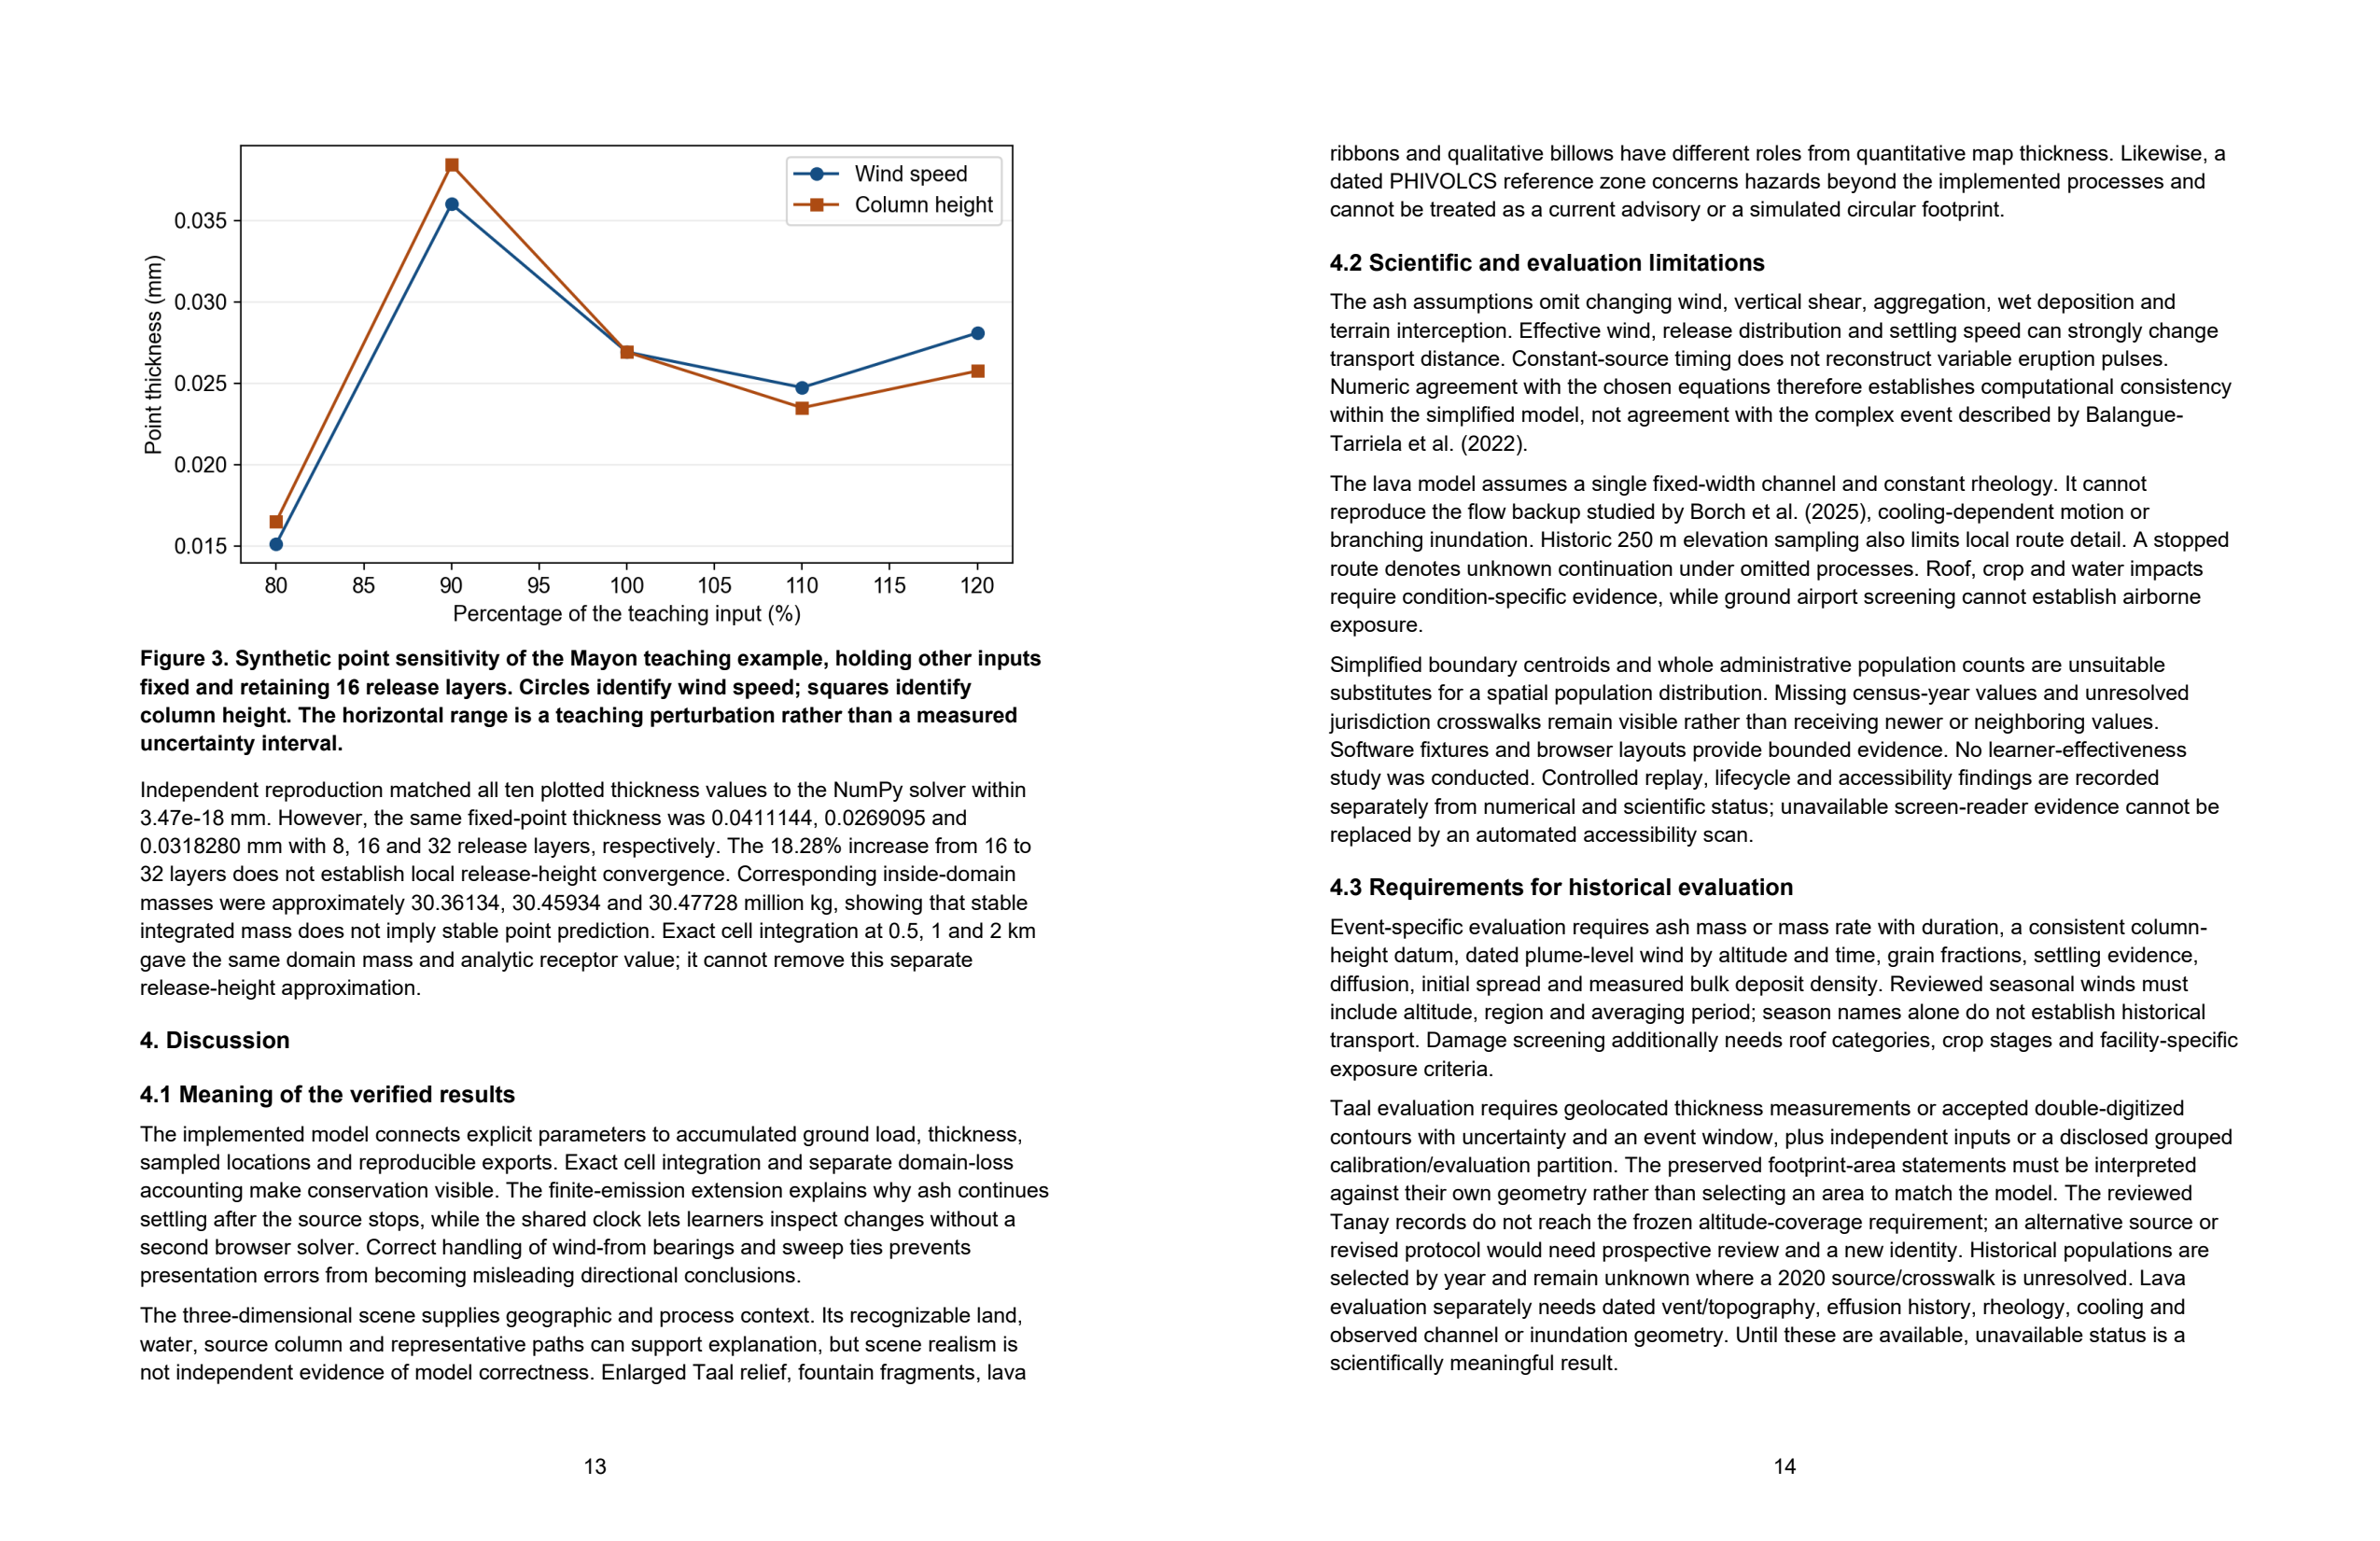 Wind speed
Column height
0.035
0.030
0.025
0.020
0.015
Point thickness (mm)
80 85 90 95 100 105 110 115 120
Percentage of the teaching input (%)
Figure 3. Synthetic point sensitivity of the Mayon teaching example, holding other inputs
fixed and retaining 16 release layers. Circles identify wind speed; squares identify
column height. The horizontal range is a teaching perturbation rather than a measured
uncertainty interval.
Independent reproduction matched all ten plotted thickness values to the NumPy solver within
3.47e-18 mm. However, the same fixed-point thickness was 0.0411144, 0.0269095 and
0.0318280 mm with 8, 16 and 32 release layers, respectively. The 18.28% increase from 16 to
32 layers does not establish local release-height convergence. Corresponding inside-domain
masses were approximately 30.36134, 30.45934 and 30.47728 million kg, showing that stable
integrated mass does not imply stable point prediction. Exact cell integration at 0.5, 1 and 2 km
gave the same domain mass and analytic receptor value; it cannot remove this separate
release-height approximation.
4. Discussion
4.1 Meaning of the verified results
The implemented model connects explicit parameters to accumulated ground load, thickness,
sampled locations and reproducible exports. Exact cell integration and separate domain-loss
accounting make conservation visible. The finite-emission extension explains why ash continues
settling after the source stops, while the shared clock lets learners inspect changes without a
second browser solver. Correct handling of wind-from bearings and sweep ties prevents
presentation errors from becoming misleading directional conclusions.
The three-dimensional scene supplies geographic and process context. Its recognizable land,
water, source column and representative paths can support explanation, but scene realism is
not independent evidence of model correctness. Enlarged Taal relief, fountain fragments, lava
13
ribbons and qualitative billows have different roles from quantitative map thickness. Likewise, a
dated PHIVOLCS reference zone concerns hazards beyond the implemented processes and
cannot be treated as a current advisory or a simulated circular footprint.
4.2 Scientific and evaluation limitations
The ash assumptions omit changing wind, vertical shear, aggregation, wet deposition and
terrain interception. Effective wind, release distribution and settling speed can strongly change
transport distance. Constant-source timing does not reconstruct variable eruption pulses.
Numeric agreement with the chosen equations therefore establishes computational consistency
within the simplified model, not agreement with the complex event described by Balangue-
Tarriela et al. (2022).
The lava model assumes a single fixed-width channel and constant rheology. It cannot
reproduce the flow backup studied by Borch et al. (2025), cooling-dependent motion or
branching inundation. Historic 250 m elevation sampling also limits local route detail. A stopped
route denotes unknown continuation under omitted processes. Roof, crop and water impacts
require condition-specific evidence, while ground airport screening cannot establish airborne
exposure.
Simplified boundary centroids and whole administrative population counts are unsuitable
substitutes for a spatial population distribution. Missing census-year values and unresolved
jurisdiction crosswalks remain visible rather than receiving newer or neighboring values.
Software fixtures and browser layouts provide bounded evidence. No learner-effectiveness
study was conducted. Controlled replay, lifecycle and accessibility findings are recorded
separately from numerical and scientific status; unavailable screen-reader evidence cannot be
replaced by an automated accessibility scan.
4.3 Requirements for historical evaluation
Event-specific evaluation requires ash mass or mass rate with duration, a consistent column-
height datum, dated plume-level wind by altitude and time, grain fractions, settling evidence,
diffusion, initial spread and measured bulk deposit density. Reviewed seasonal winds must
include altitude, region and averaging period; season names alone do not establish historical
transport. Damage screening additionally needs roof categories, crop stages and facility-specific
exposure criteria.
Taal evaluation requires geolocated thickness measurements or accepted double-digitized
contours with uncertainty and an event window, plus independent inputs or a disclosed grouped
calibration/evaluation partition. The preserved footprint-area statements must be interpreted
against their own geometry rather than selecting an area to match the model. The reviewed
Tanay records do not reach the frozen altitude-coverage requirement; an alternative source or
revised protocol would need prospective review and a new identity. Historical populations are
selected by year and remain unknown where a 2020 source/crosswalk is unresolved. Lava
evaluation separately needs dated vent/topography, effusion history, rheology, cooling and
observed channel or inundation geometry. Until these are available, unavailable status is a
scientifically meaningful result.
14